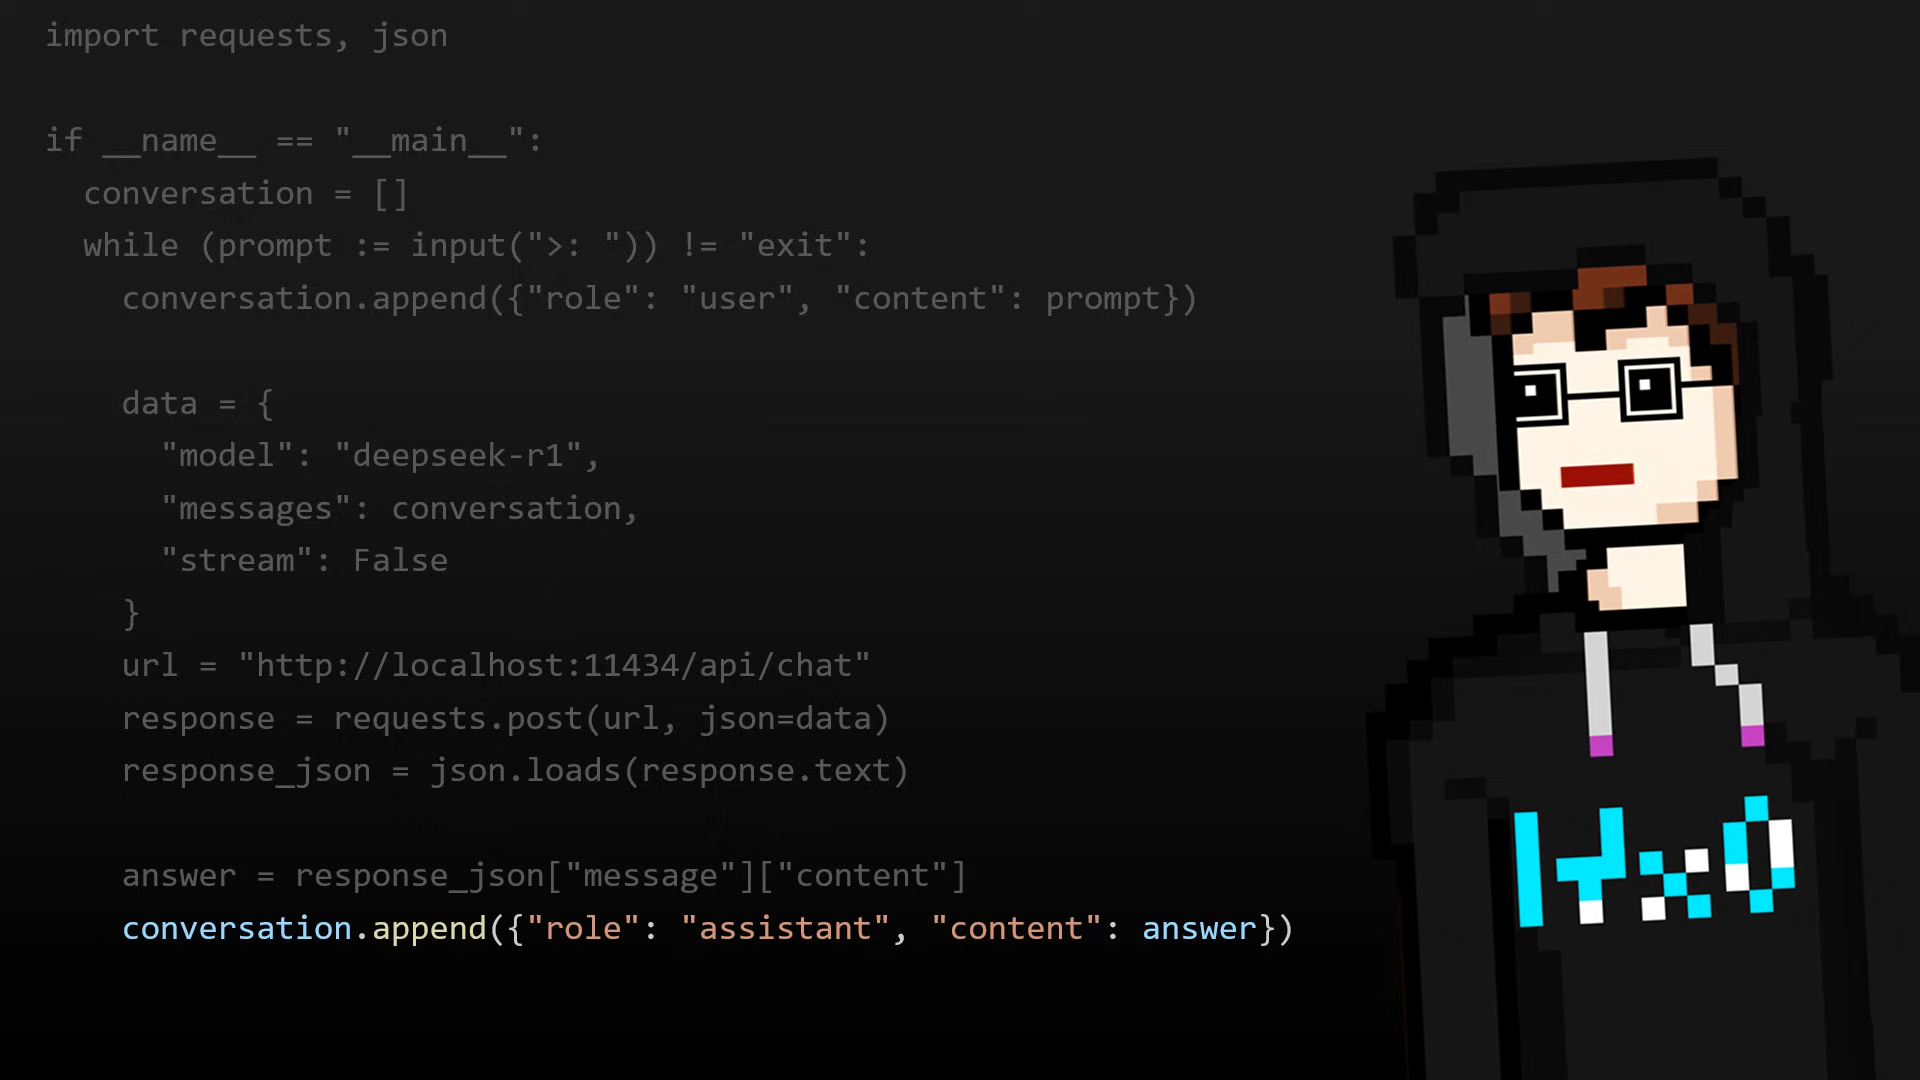 import requests, json
if __name__ == "__main__":
conversation = []
while (prompt := input(">: ")) != "exit":
conversation.append({"role": "user", "content": prompt})
data = {
"model": "deepseek-r1",
"messages": conversation,
"stream": False
}
url = "http://localhost:11434/api/chat"
response = requests.post(url, json=data)
response_json = json.loads(response.text)
answer = response_json["message"]["content"]
conversation.append({"role": "assistant", "content": answer})